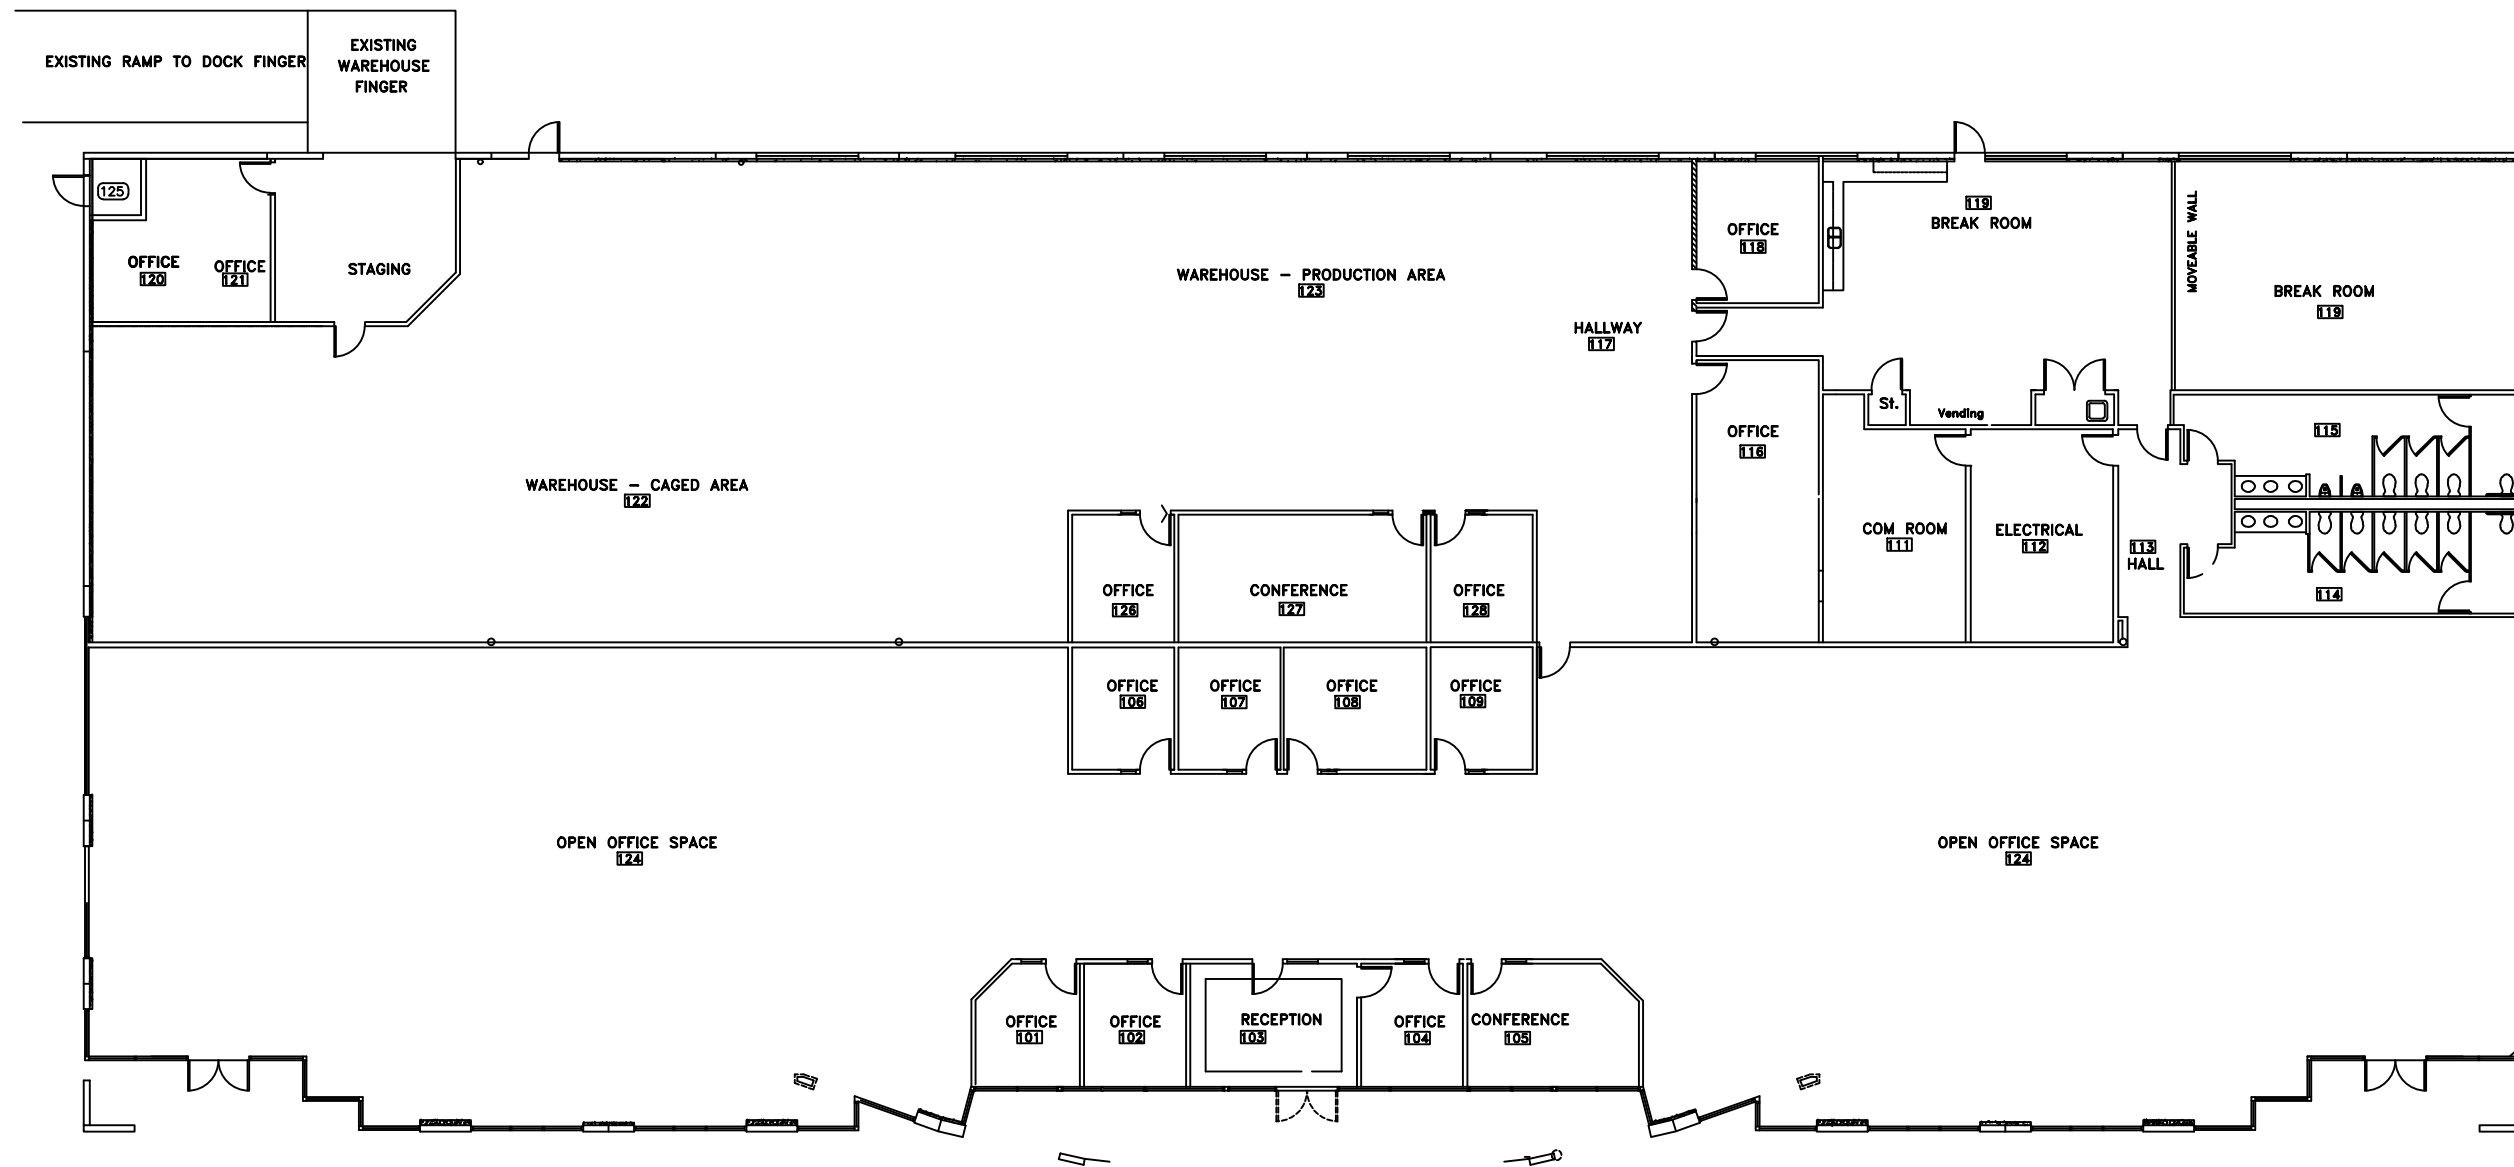 EXISTING RAMP TO DOCK FINGER
EXISTING
WAREHOUSE
FINGER
125
OFFICE
120
OFFICE
121
STAGING
WAREHOUSE - PRODUCTION AREA
123
HALLWAY
117
OFFICE
118
119
BREAK ROOM
MOVEABLE WALL
BREAK ROOM
119
St.
Vending
OFFICE
116
115
WAREHOUSE - CAGED AREA
122
COM ROOM
111
ELECTRICAL
112
113
HALL
114
OFFICE
126
CONFERENCE
127
OFFICE
128
OFFICE
106
OFFICE
107
OFFICE
108
OFFICE
109
OPEN OFFICE SPACE
124
OPEN OFFICE SPACE
124
OFFICE
101
OFFICE
102
RECEPTION
103
OFFICE
104
CONFERENCE
105